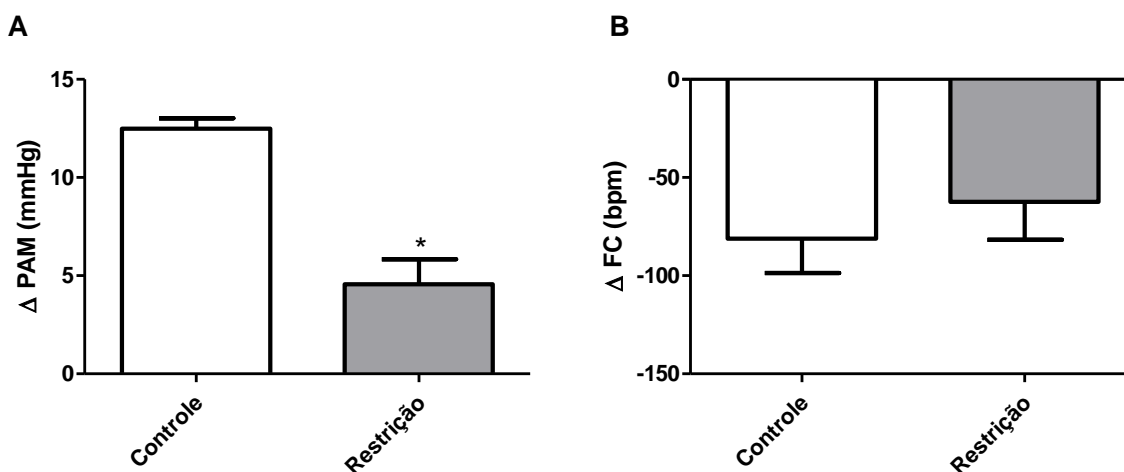 A
Δ PAM (mmHg)
15
10
5
0
*
Controle
Restrição
B
Δ FC (bpm)
0
-50
-100
-150
Controle
Restrição